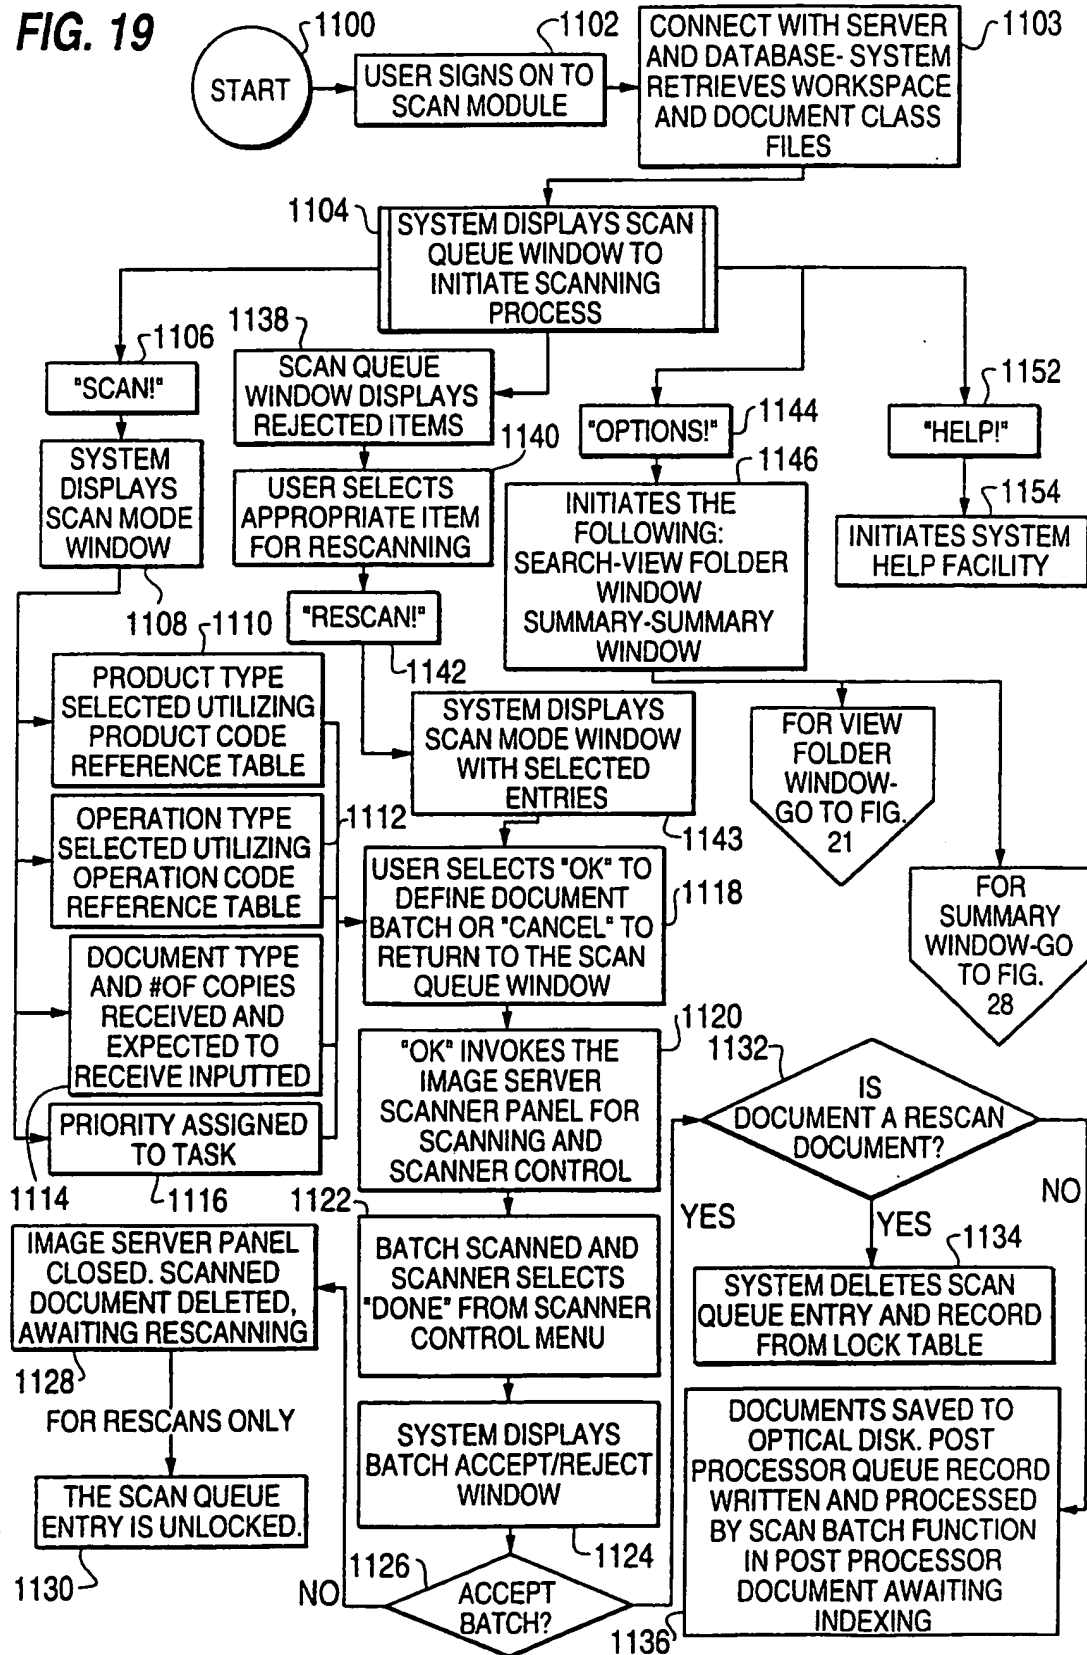 FIG. 19
1100
START
1102
USER SIGNS ON TO
SCAN MODULE
1103
CONNECT WITH SERVER
AND DATABASE- SYSTEM
RETRIEVES WORKSPACE
AND DOCUMENT CLASS
FILES
1104
SYSTEM DISPLAYS SCAN
QUEUE WINDOW TO
INITIATE SCANNING
PROCESS
1106
"SCAN!"
SYSTEM
DISPLAYS
SCAN MODE
WINDOW
1108
1138
SCAN QUEUE
WINDOW DISPLAYS
REJECTED ITEMS
1140
USER SELECTS
APPROPRIATE ITEM
FOR RESCANNING
"RESCAN!"
1142
"OPTIONS!"
1144
1146
INITIATES THE
FOLLOWING:
SEARCH-VIEW FOLDER
WINDOW
SUMMARY-SUMMARY
WINDOW
1152
"HELP!"
1154
INITIATES SYSTEM
HELP FACILITY
1110
PRODUCT TYPE
SELECTED UTILIZING
PRODUCT CODE
REFERENCE TABLE
OPERATION TYPE
SELECTED UTILIZING
OPERATION CODE
REFERENCE TABLE
1112
DOCUMENT TYPE
AND #OF COPIES
RECEIVED AND
EXPECTED TO
RECEIVE INPUTTED
1114
PRIORITY ASSIGNED
TO TASK
1116
SYSTEM DISPLAYS
SCAN MODE WINDOW
WITH SELECTED
ENTRIES
1143
FOR VIEW
FOLDER
WINDOW-
GO TO FIG.
21
FOR
SUMMARY
WINDOW-GO
TO FIG.
28
USER SELECTS "OK" TO
DEFINE DOCUMENT
BATCH OR "CANCEL" TO
RETURN TO THE SCAN
QUEUE WINDOW
1118
1120
"OK" INVOKES THE
IMAGE SERVER
SCANNER PANEL FOR
SCANNING AND
SCANNER CONTROL
1122
BATCH SCANNED AND
SCANNER SELECTS
"DONE" FROM SCANNER
CONTROL MENU
SYSTEM DISPLAYS
BATCH ACCEPT/REJECT
WINDOW
1124
1126
ACCEPT
BATCH?
NO
YES
IMAGE SERVER PANEL
CLOSED. SCANNED
DOCUMENT DELETED,
AWAITING RESCANNING
1128
FOR RESCANS ONLY
THE SCAN QUEUE
ENTRY IS UNLOCKED.
1130
1132
IS
DOCUMENT A RESCAN
DOCUMENT?
NO
YES
1134
SYSTEM DELETES SCAN
QUEUE ENTRY AND RECORD
FROM LOCK TABLE
DOCUMENTS SAVED TO
OPTICAL DISK. POST
PROCESSOR QUEUE RECORD
WRITTEN AND PROCESSED
BY SCAN BATCH FUNCTION
IN POST PROCESSOR
DOCUMENT AWAITING
INDEXING
1136